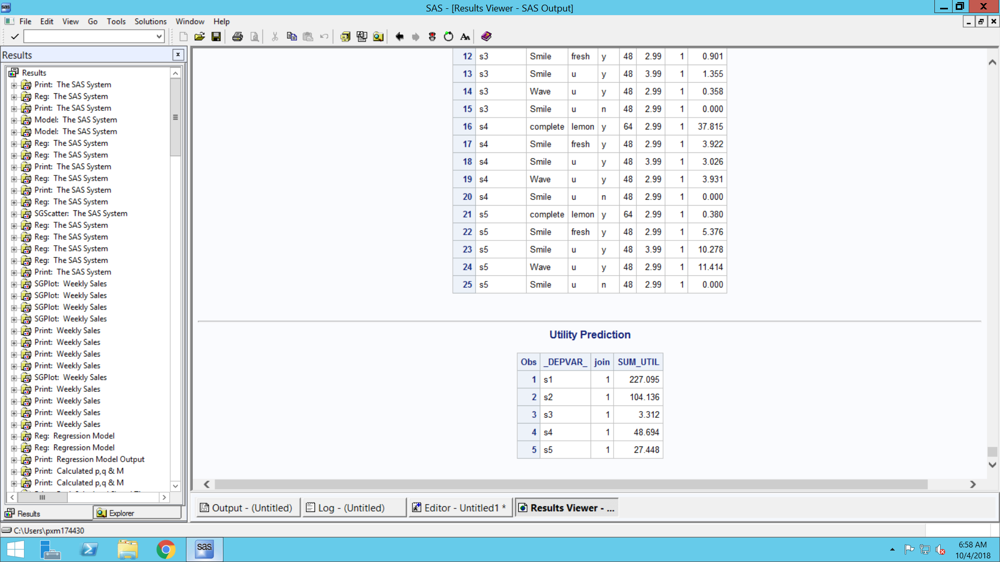 SAS - [Results Viewer - SAS Output]
File Edit View Go Tools Solutions Window Help
Results
Results
Print: The SAS System
Reg: The SAS System
Print: The SAS System
Model: The SAS System
Model: The SAS System
Reg: The SAS System
Reg: The SAS System
Print: The SAS System
Reg: The SAS System
Print: The SAS System
Reg: The SAS System
SGScatter: The SAS System
Reg: The SAS System
Reg: The SAS System
Reg: The SAS System
Reg: The SAS System
Print: The SAS System
SGPlot: Weekly Sales
SGPlot: Weekly Sales
SGPlot: Weekly Sales
SGPlot: Weekly Sales
Print: Weekly Sales
Print: Weekly Sales
Print: Weekly Sales
Print: Weekly Sales
SGPlot: Weekly Sales
Print: Weekly Sales
Print: Weekly Sales
Print: Weekly Sales
Print: Weekly Sales
Reg: Regression Model
Reg: Regression Model
Print: Regression Model Output
Print: Calculated p,q & M
Print: Calculated p,q & M
Results Explorer
12 s3 Smile fresh y 48 2.99 1 0.901
13 s3 Smile u y 48 3.99 1 1.355
14 s3 Wave u y 48 2.99 1 0.358
15 s3 Smile u n 48 2.99 1 0.000
16 s4 complete lemon y 64 2.99 1 37.815
17 s4 Smile fresh y 48 2.99 1 3.922
18 s4 Smile u y 48 3.99 1 3.026
19 s4 Wave u y 48 2.99 1 3.931
20 s4 Smile u n 48 2.99 1 0.000
21 s5 complete lemon y 64 2.99 1 0.380
22 s5 Smile fresh y 48 2.99 1 5.376
23 s5 Smile u y 48 3.99 1 10.278
24 s5 Wave u y 48 2.99 1 11.414
25 s5 Smile u n 48 2.99 1 0.000
Utility Prediction
Obs _DEPVAR_ join SUM_UTIL
1 s1 1 227.095
2 s2 1 104.136
3 s3 1 3.312
4 s4 1 48.694
5 s5 1 27.448
Output - (Untitled) Log - (Untitled) Editor - Untitled1 * Results Viewer - ...
C:\Users\pxm174430
sas
6:58 AM
10/4/2018